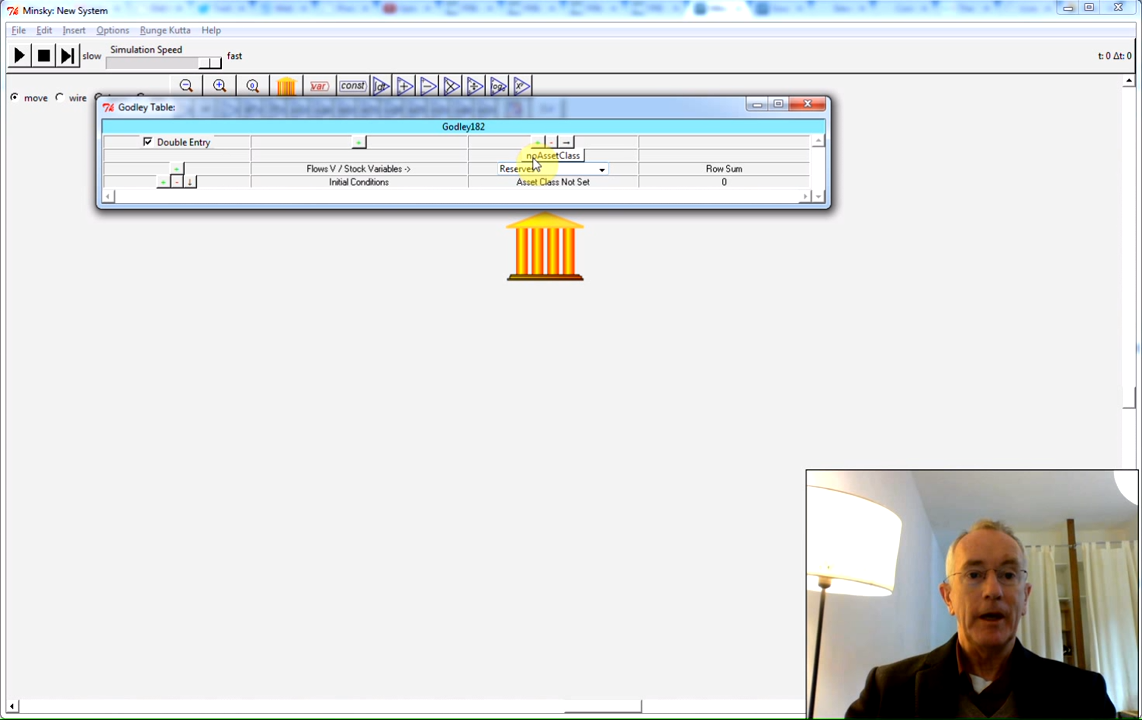 Minsky: New System
File Edit Insert Options Runge Kutta Help
slow Simulation Speed fast t: 0 Δt: 0
move wire
var const
Godley Table:
Godley182
Double Entry + + - →
noAssetClass
+ Flows V / Stock Variables -> Reserves Row Sum
+ - ↓ Initial Conditions Asset Class Not Set 0